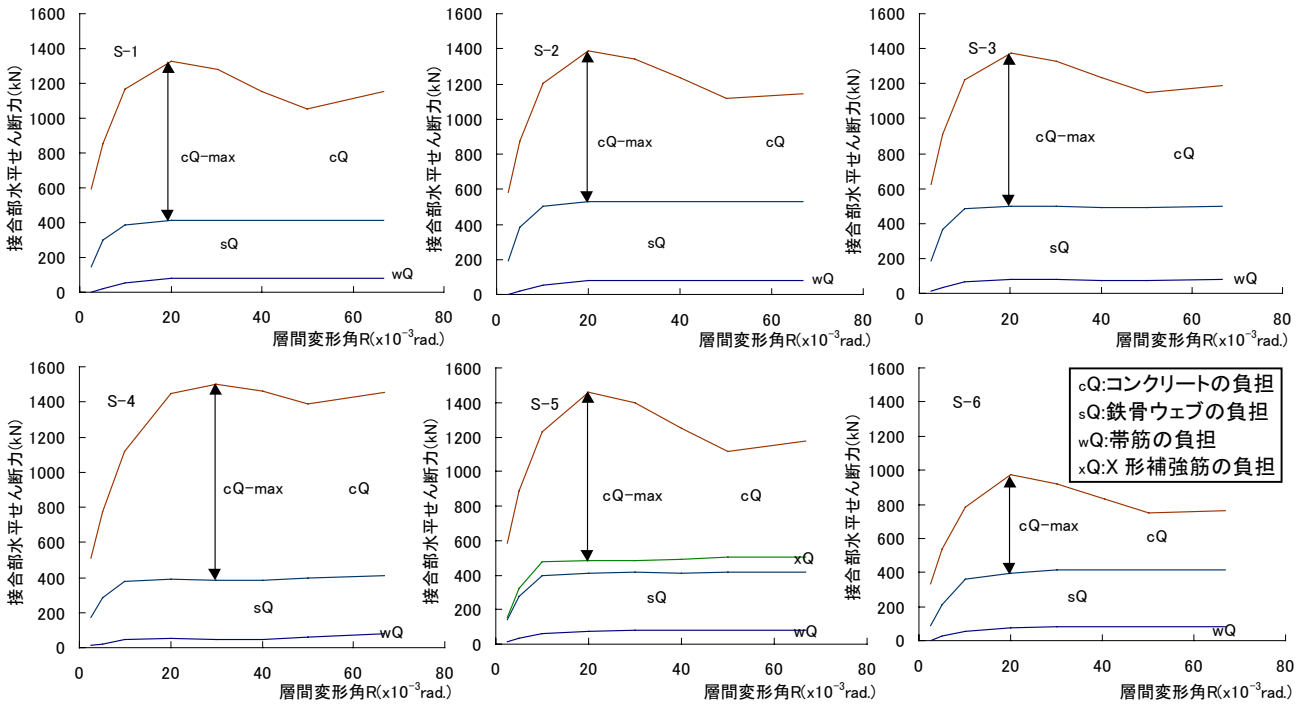 接合部水平せん断力(kN)
1600
1400
1200
1000
800
600
400
200
0
S-1
cQ-max
cQ
sQ
wQ
0
20
40
60
80
層間変形角R(x10⁻³rad.)
接合部水平せん断力(kN)
1600
1400
1200
1000
800
600
400
200
0
S-2
cQ-max
cQ
sQ
wQ
0
20
40
60
80
層間変形角R(x10⁻³rad.)
接合部水平せん断力(kN)
1600
1400
1200
1000
800
600
400
200
0
S-3
cQ-max
cQ
sQ
wQ
0
20
40
60
80
層間変形角R(x10⁻³rad.)
接合部水平せん断力(kN)
1600
1400
1200
1000
800
600
400
200
0
S-4
cQ-max
cQ
sQ
wQ
0
20
40
60
80
層間変形角R(x10⁻³rad.)
接合部水平せん断力(kN)
1600
1400
1200
1000
800
600
400
200
0
S-5
cQ-max
cQ
xQ
sQ
wQ
0
20
40
60
80
層間変形角R(x10⁻³rad.)
接合部水平せん断力(kN)
1600
1400
1200
1000
800
600
400
200
0
S-6
cQ:コンクリートの負担
sQ:鉄骨ウェブの負担
wQ:帯筋の負担
xQ:X 形補強筋の負担
cQ-max
cQ
sQ
wQ
0
20
40
60
80
層間変形角R(x10⁻³rad.)